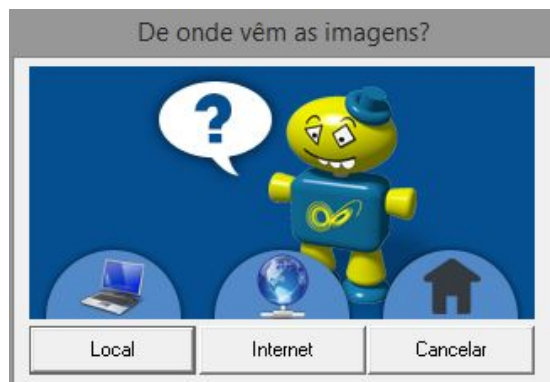 De onde vêm as imagens?
?
Local
Internet
Cancelar